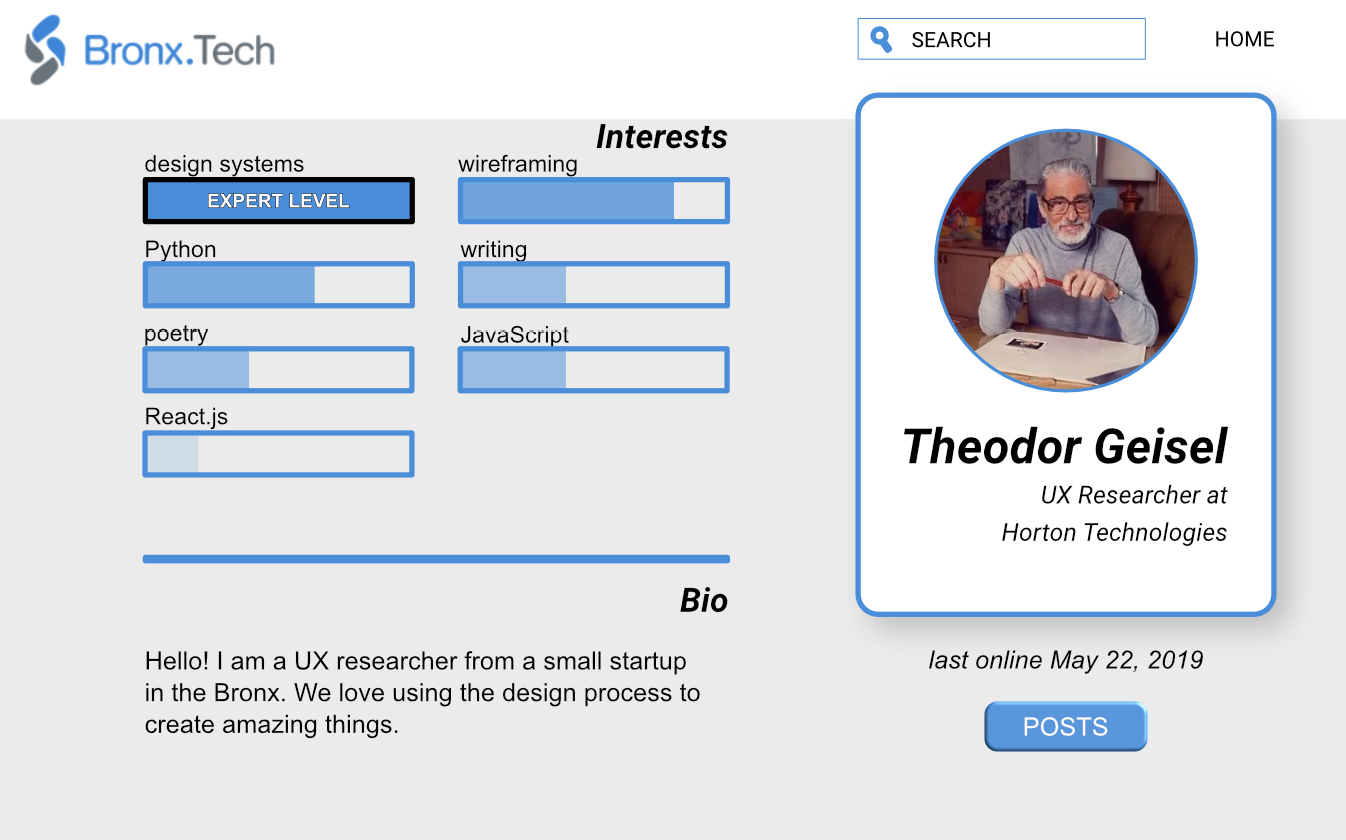 Bronx.Tech
SEARCH
HOME
Interests
design systems
wireframing
EXPERT LEVEL
Python
writing
poetry
JavaScript
React.js
Bio
Hello! I am a UX researcher from a small startup
in the Bronx. We love using the design process to
create amazing things.
Theodor Geisel
UX Researcher at
Horton Technologies
last online May 22, 2019
POSTS